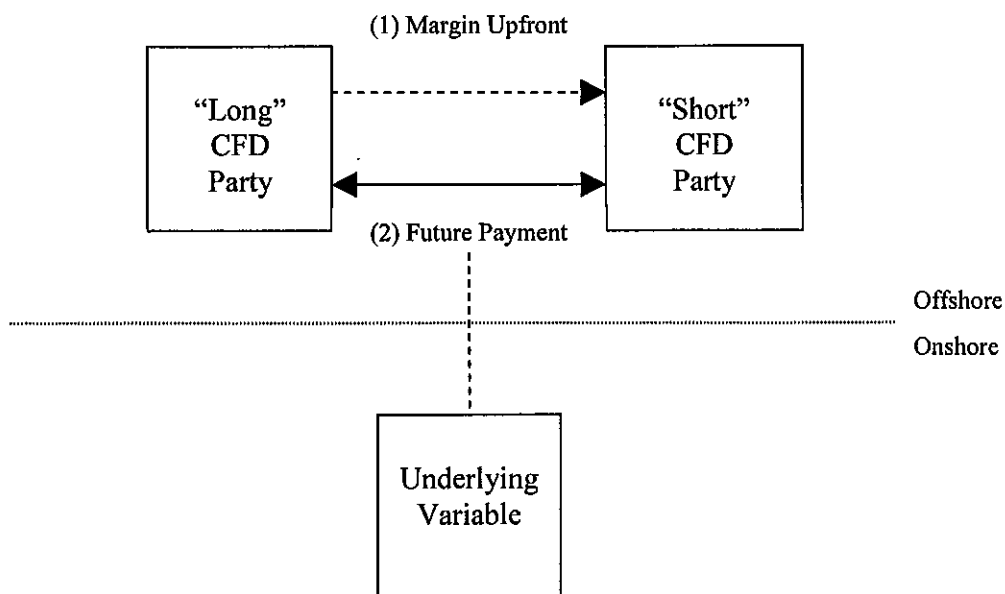 (1) Margin Upfront
“Long”
CFD
Party
“Short”
CFD
Party
(2) Future Payment
Offshore
Onshore
Underlying
Variable